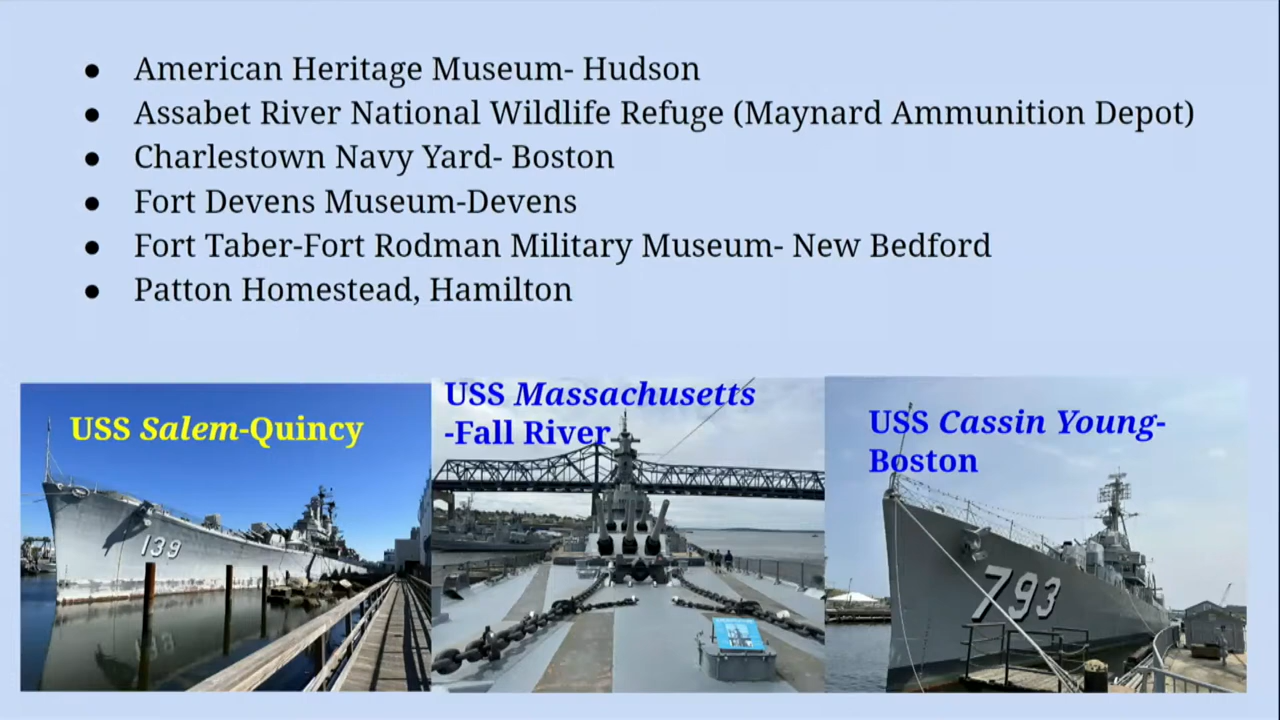 ● American Heritage Museum- Hudson
● Assabet River National Wildlife Refuge (Maynard Ammunition Depot)
● Charlestown Navy Yard- Boston
● Fort Devens Museum-Devens
● Fort Taber-Fort Rodman Military Museum- New Bedford
● Patton Homestead, Hamilton
USS Salem-Quincy
139
USS Massachusetts
-Fall River
USS Cassin Young-
Boston
793